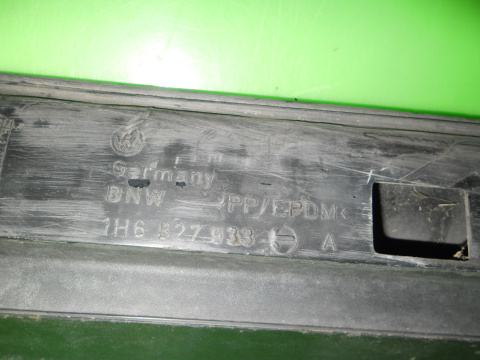 Germany
BNW >PP/EPDM<
1H6 827 933 A